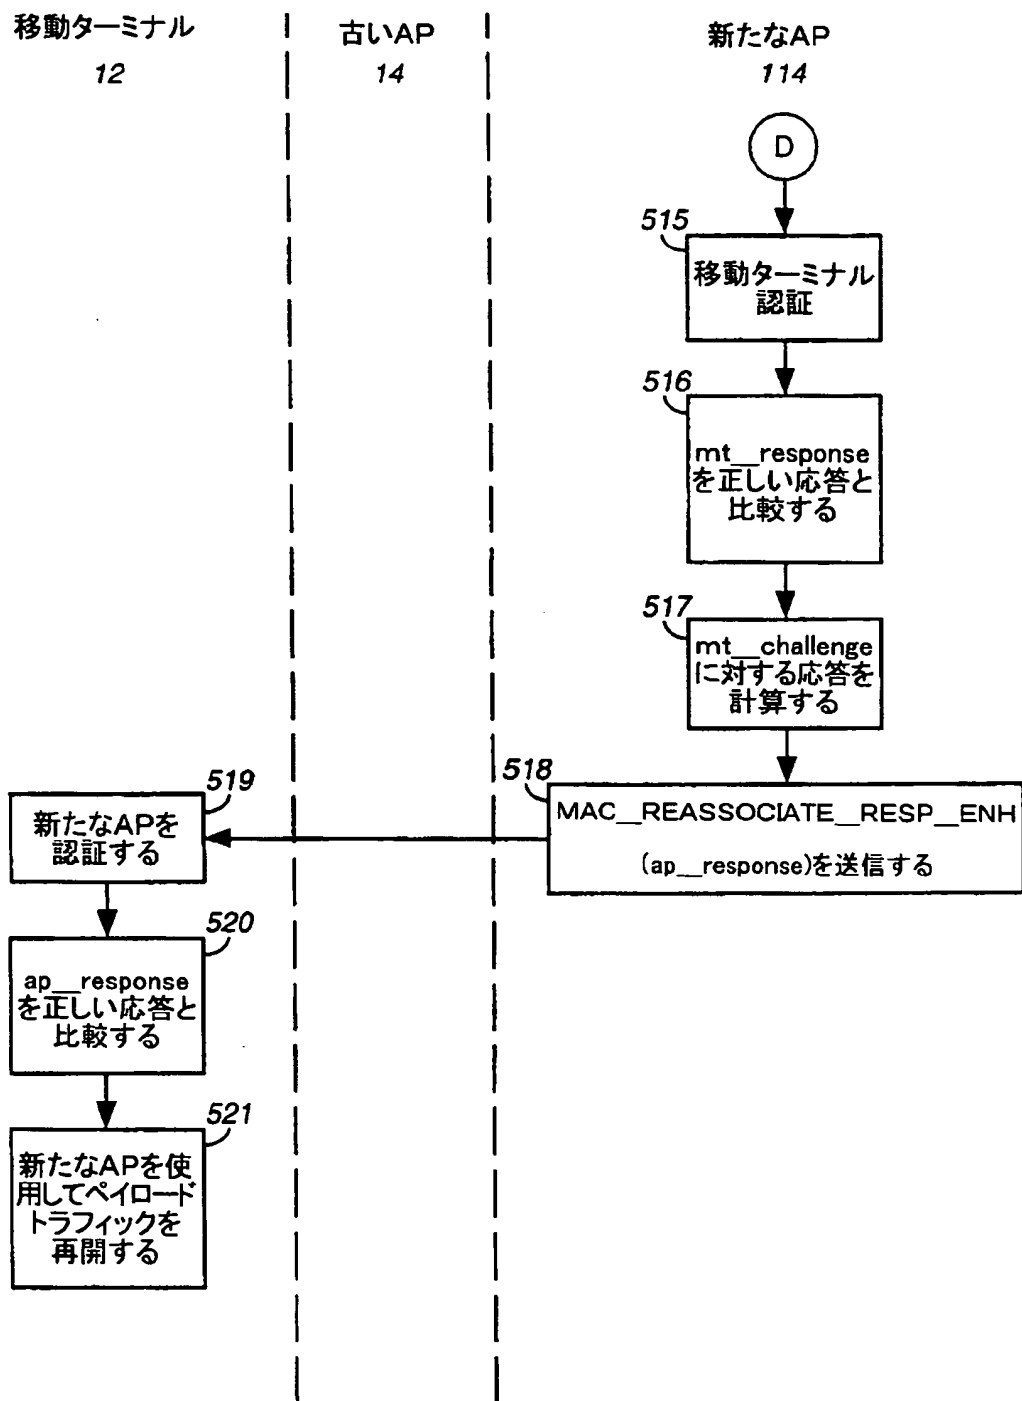 移動ターミナル
12
古いAP
14
新たなAP
114
D
515
移動ターミナル
認証
516
mt__response
を正しい応答と
比較する
517
mt__challenge
に対する応答を
計算する
518
MAC__REASSOCIATE__RESP__ENH
(ap__response)を送信する
519
新たなAPを
認証する
520
ap__response
を正しい応答と
比較する
521
新たなAPを使
用してペイロード
トラフィックを
再開する